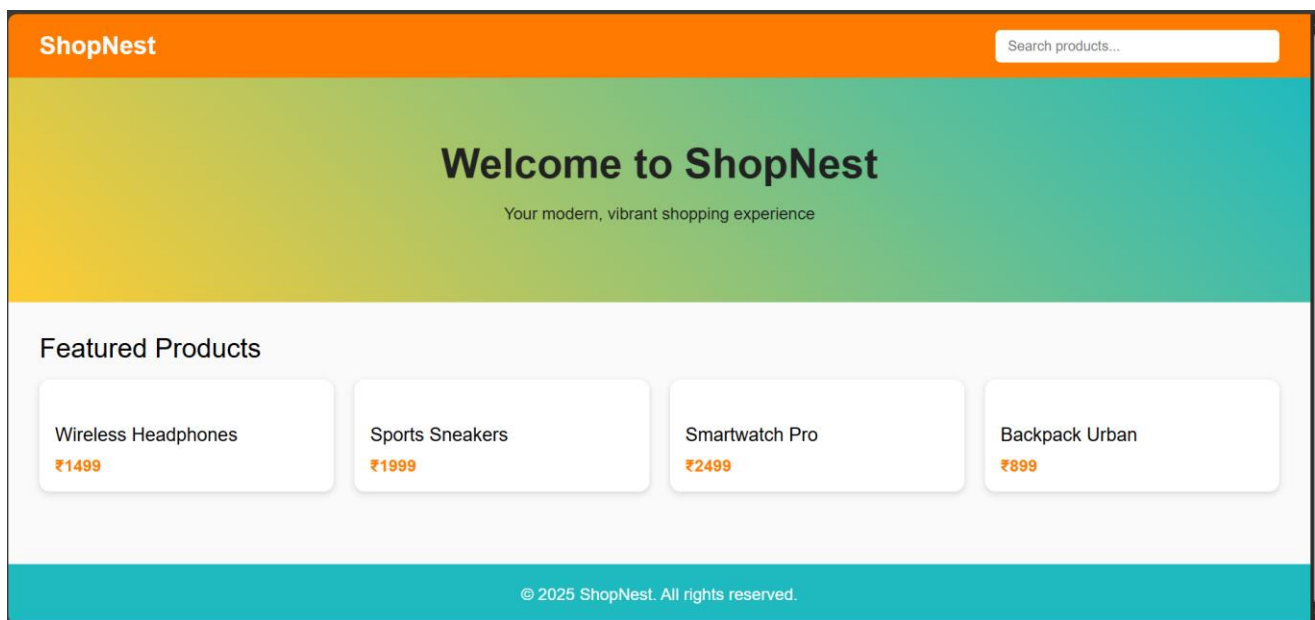 ShopNest
Search products...
Welcome to ShopNest
Your modern, vibrant shopping experience
Featured Products
Wireless Headphones
₹1499
Sports Sneakers
₹1999
Smartwatch Pro
₹2499
Backpack Urban
₹899
© 2025 ShopNest. All rights reserved.